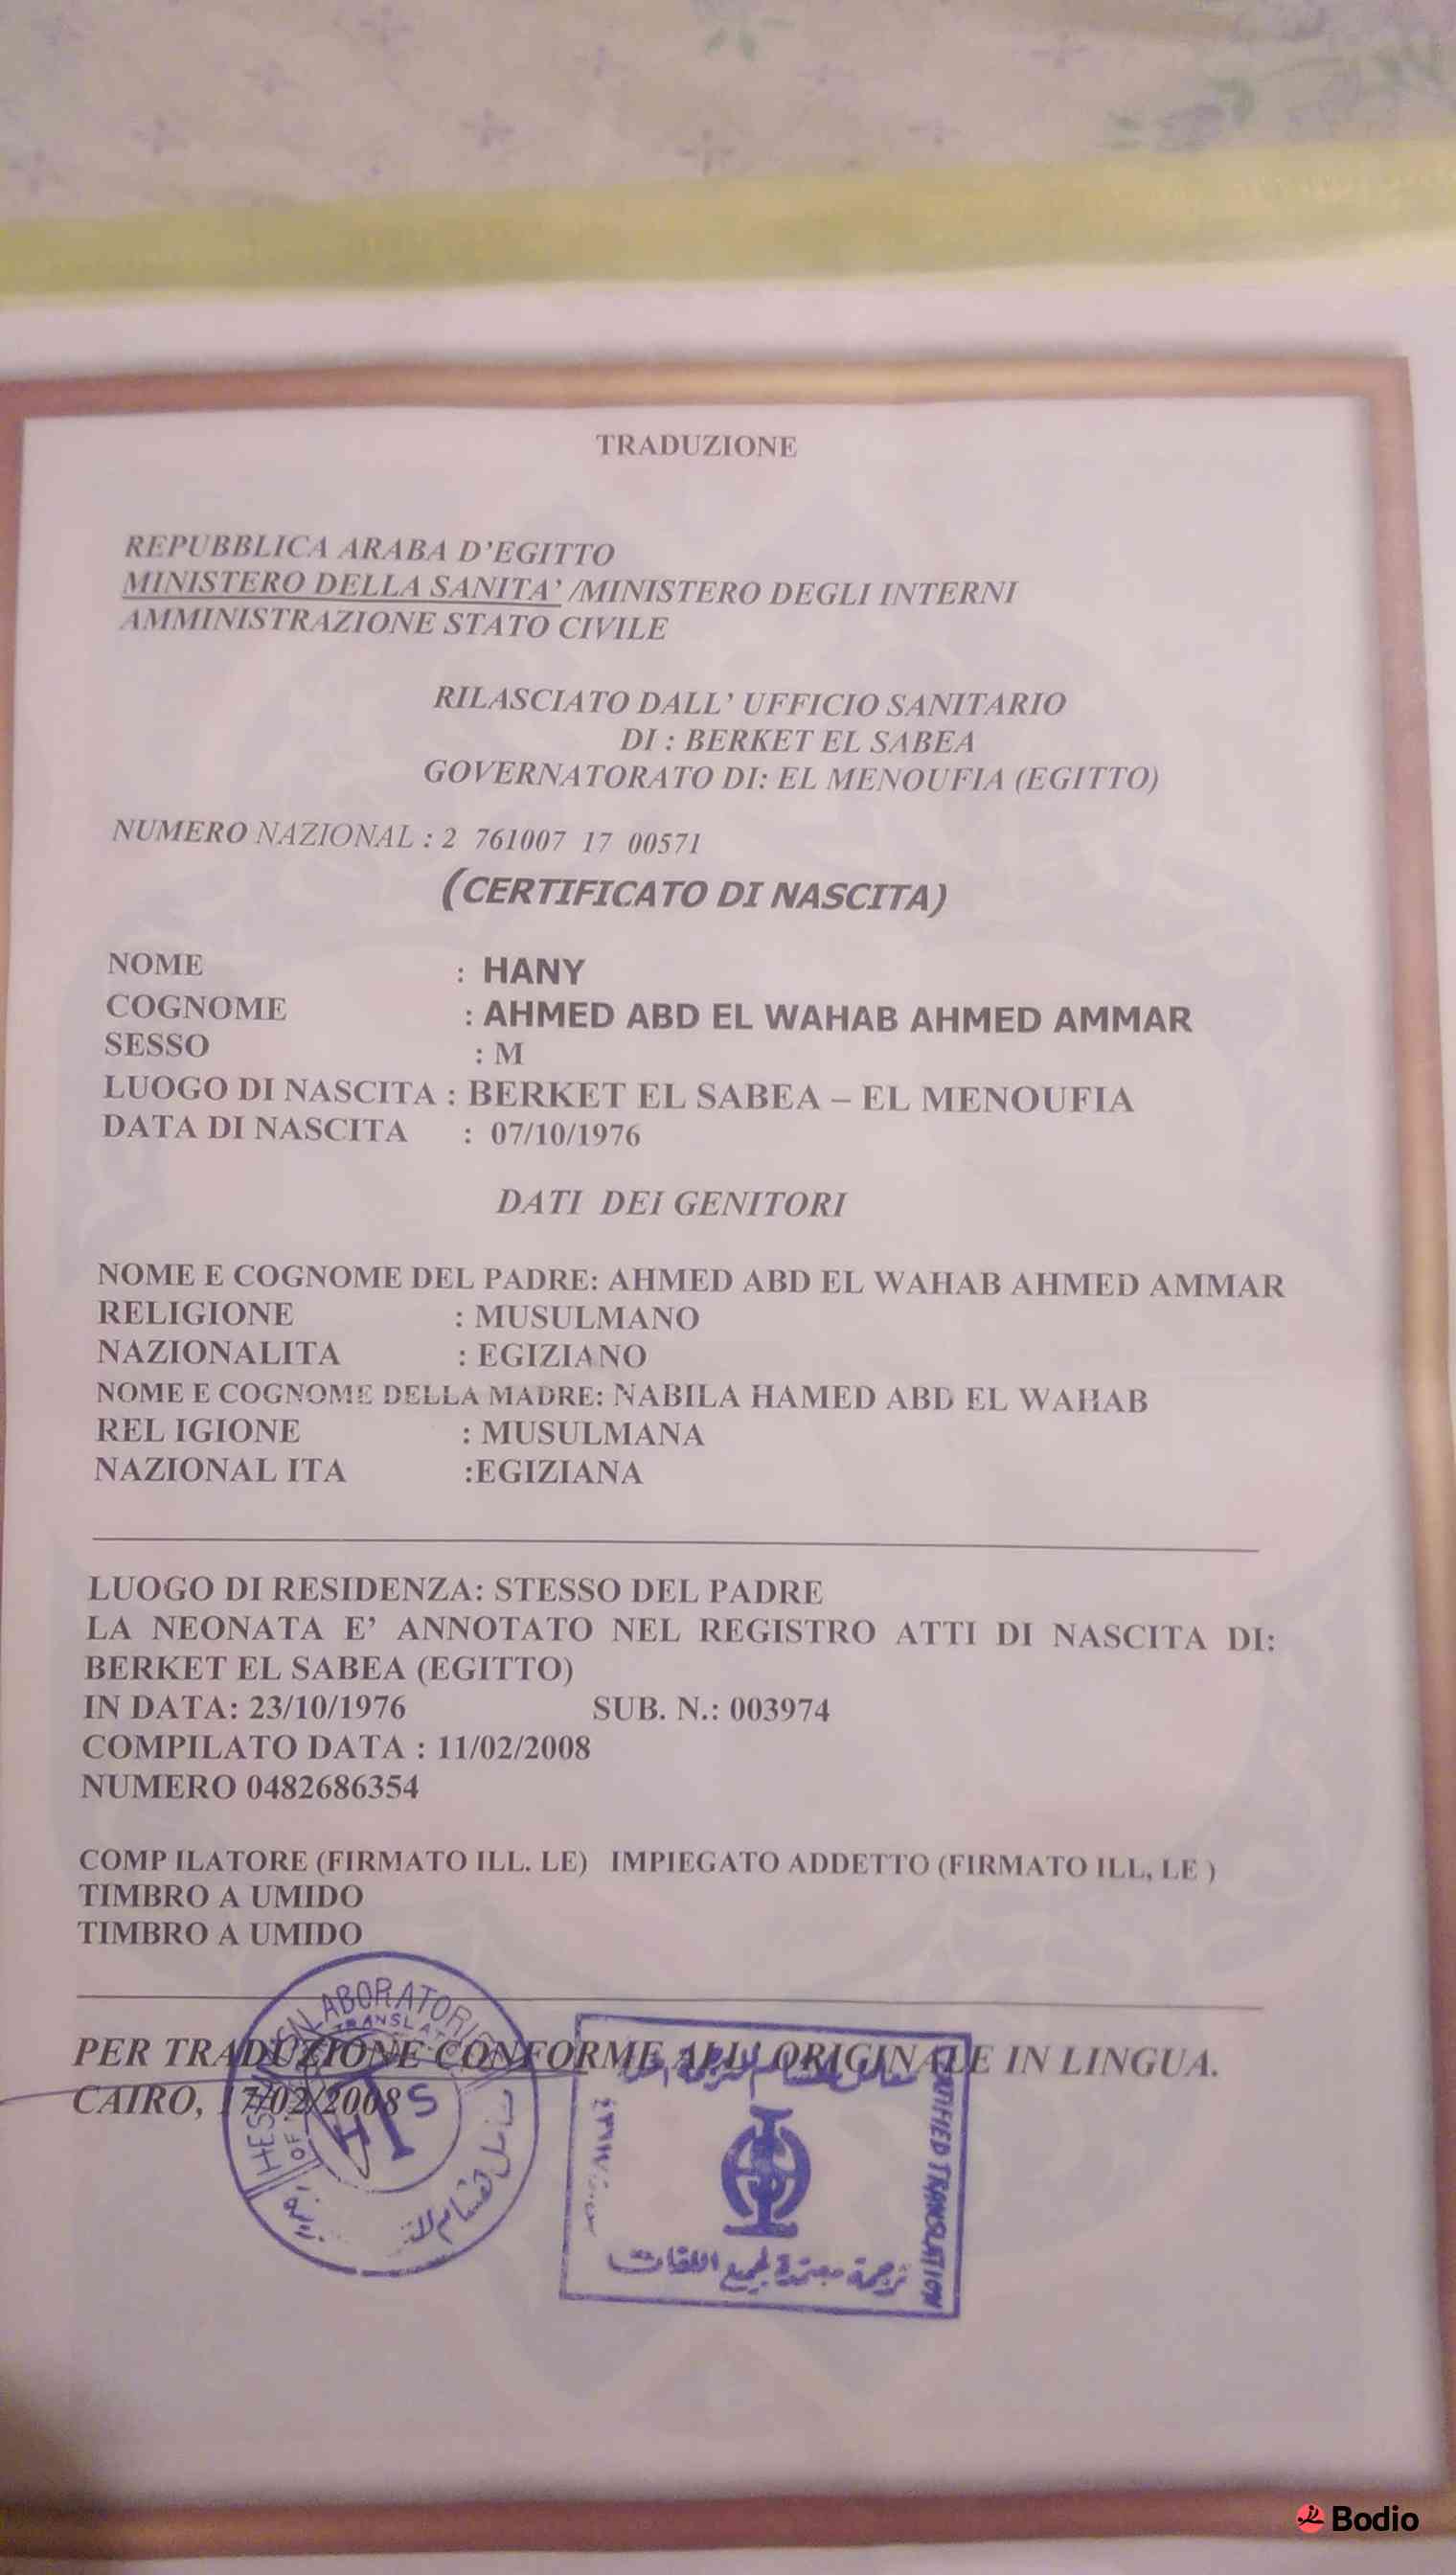 TRADUZIONE
REPUBBLICA ARABA D'EGITTO
MINISTERO DELLA SANITA' /MINISTERO DEGLI INTERNI
AMMINISTRAZIONE STATO CIVILE
RILASCIATO DALL' UFFICIO SANITARIO
DI : BERKET EL SABEA
GOVERNATORATO DI: EL MENOUFIA (EGITTO)
NUMERO NAZIONAL : 2 761007 17 00571
(CERTIFICATO DI NASCITA)
NOME : HANY
COGNOME : AHMED ABD EL WAHAB AHMED AMMAR
SESSO : M
LUOGO DI NASCITA : BERKET EL SABEA – EL MENOUFIA
DATA DI NASCITA : 07/10/1976
DATI DEI GENITORI
NOME E COGNOME DEL PADRE: AHMED ABD EL WAHAB AHMED AMMAR
RELIGIONE : MUSULMANO
NAZIONALITA : EGIZIANO
NOME E COGNOME DELLA MADRE: NABILA HAMED ABD EL WAHAB
REL IGIONE : MUSULMANA
NAZIONAL ITA :EGIZIANA
LUOGO DI RESIDENZA: STESSO DEL PADRE
LA NEONATA E' ANNOTATO NEL REGISTRO ATTI DI NASCITA DI:
BERKET EL SABEA (EGITTO)
IN DATA: 23/10/1976 SUB. N.: 003974
COMPILATO DATA : 11/02/2008
NUMERO 0482686354
COMP ILATORE (FIRMATO ILL. LE) IMPIEGATO ADDETTO (FIRMATO ILL, LE )
TIMBRO A UMIDO
TIMBRO A UMIDO
PER TRADUZIONE CONFORME ALL' ORIGINALE IN LINGUA.
CAIRO, 17/02/2008
CERTIFIED TRANSLATION
ترجمة معتمدة لجميع اللغات
Bodio